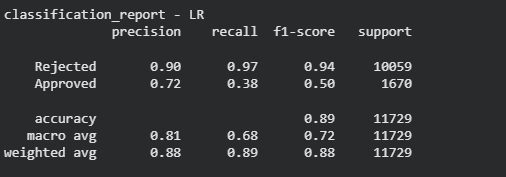 classification_report - LR
precision recall f1-score support
Rejected 0.90 0.97 0.94 10059
Approved 0.72 0.38 0.50 1670
accuracy 0.89 11729
macro avg 0.81 0.68 0.72 11729
weighted avg 0.88 0.89 0.88 11729